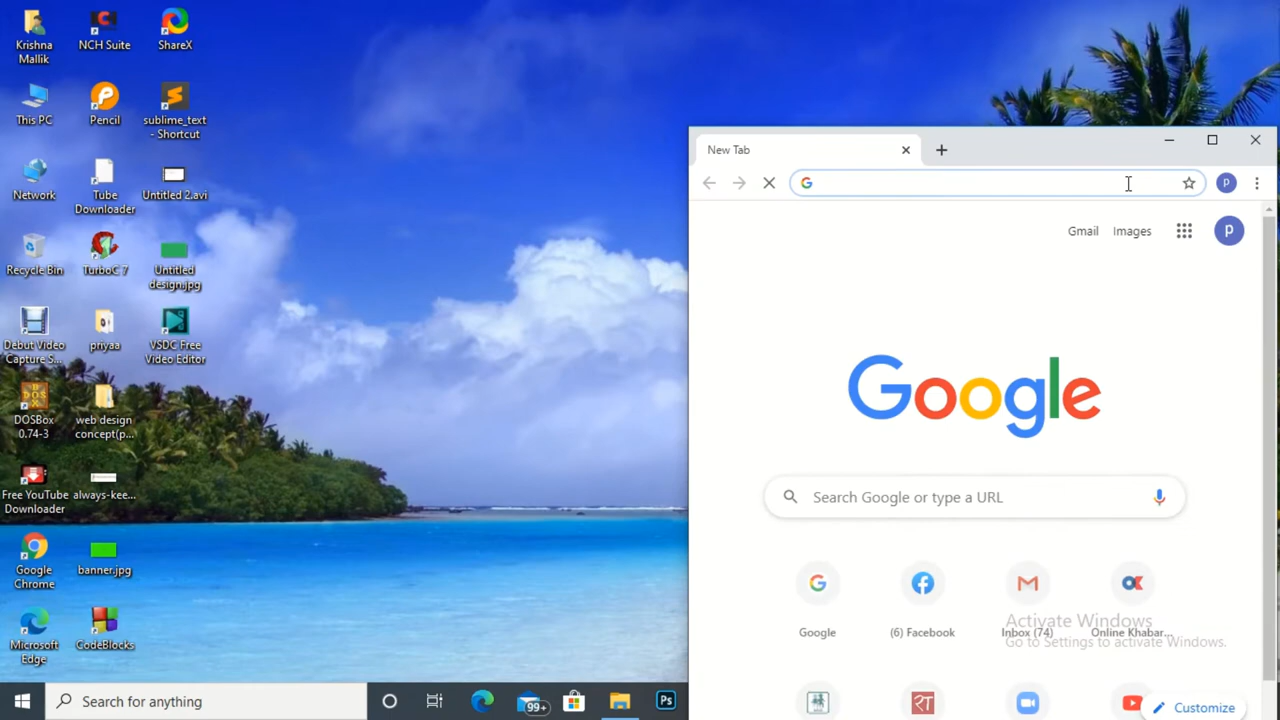 Krishna
Mallik
NCH Suite
ShareX
This PC
Pencil
sublime_text
- Shortcut
Network
Tube
Downloader
Untitled 2.avi
Recycle Bin
TurboC 7
Untitled
design.jpg
Debut Video
Capture S...
priyaa
VSDC Free
Video Editor
DOSBox
0.74-3
web design
concept(p...
Free YouTube
Downloader
always-kee...
Google
Chrome
banner.jpg
Microsoft
Edge
CodeBlocks
New Tab
P
Gmail
Images
P
Google
Search Google or type a URL
Google
(6) Facebook
Inbox (74)
Online Khabar...
Activate Windows
Go to Settings to activate Windows.
Customize
Search for anything
99+
Ps